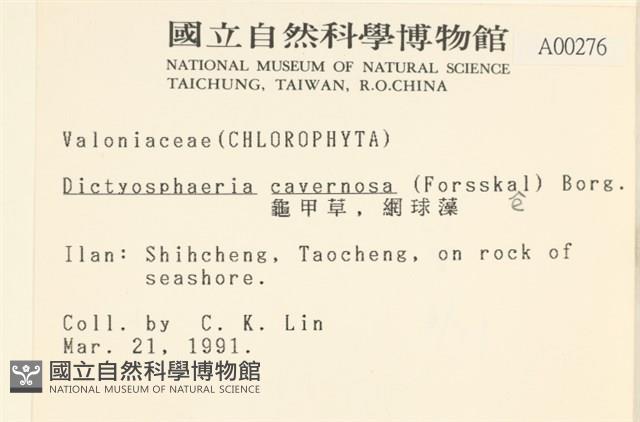 國立自然科學博物館
A00276
NATIONAL MUSEUM OF NATURAL SCIENCE
TAICHUNG, TAIWAN, R.O.CHINA
Valoniaceae(CHLOROPHYTA)
Dictyosphaeria cavernosa (Forsskal) Borg.
龜甲草, 網球藻
Ilan: Shihcheng, Taocheng, on rock of
seashore.
Coll. by C. K. Lin
Mar. 21, 1991.
國立自然科學博物館
NATIONAL MUSEUM OF NATURAL SCIENCE